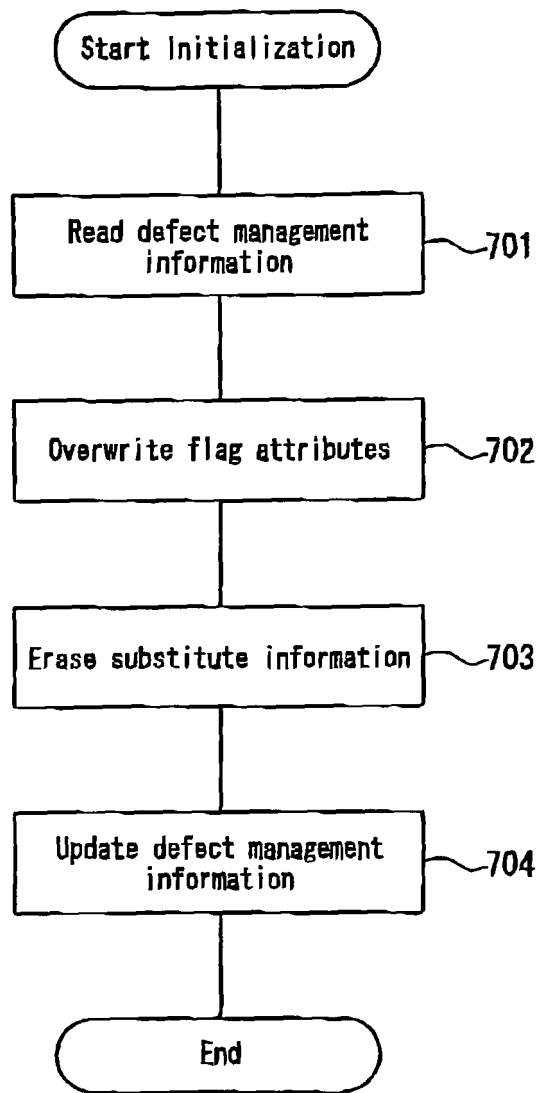 Start initialization
Read defect management
information
701
Overwrite flag attributes
702
Erase substitute information
703
Update defect management
information
704
End